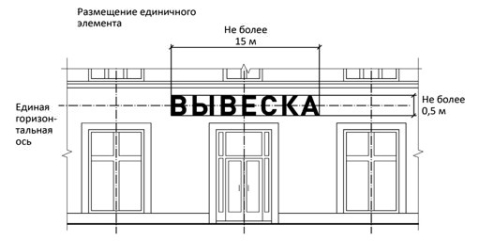 Размещение единичного
элемента
Не более
15 м
ВЫВЕСКА
Единая
горизон-
тальная
ось
Не более
0,5 м